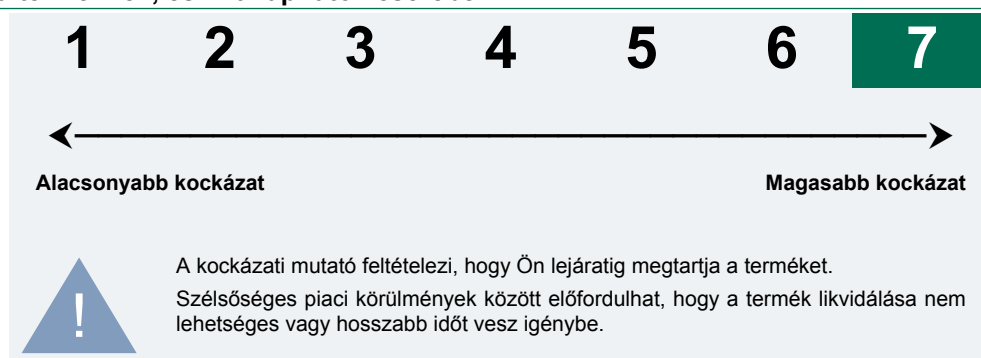 1 2 3 4 5 6 7
Alacsonyabb kockázat Magasabb kockázat
A kockázati mutató feltételezi, hogy Ön lejáratig megtartja a terméket.
Szélsőséges piaci körülmények között előfordulhat, hogy a termék likvidálása nem
lehetséges vagy hosszabb időt vesz igénybe.
!